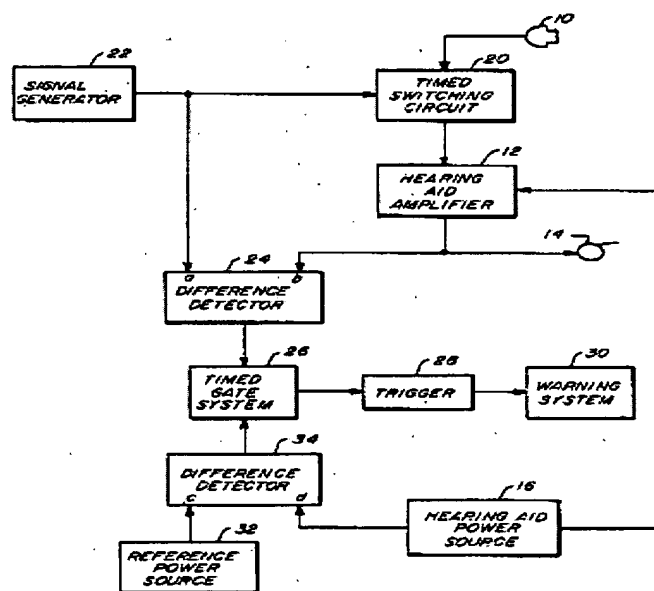 10
22
SIGNAL
GENERATOR
20
TIMED
SWITCHING
CIRCUIT
12
HEARING
AID
AMPLIFIER
14
24
a
b
DIFFERENCE
DETECTOR
26
TIMED
GATE
SYSTEM
28
TRIGGER
30
WARNING
SYSTEM
34
DIFFERENCE
DETECTOR
c
d
16
HEARING AID
POWER
SOURCE
32
REFERENCE
POWER
SOURCE